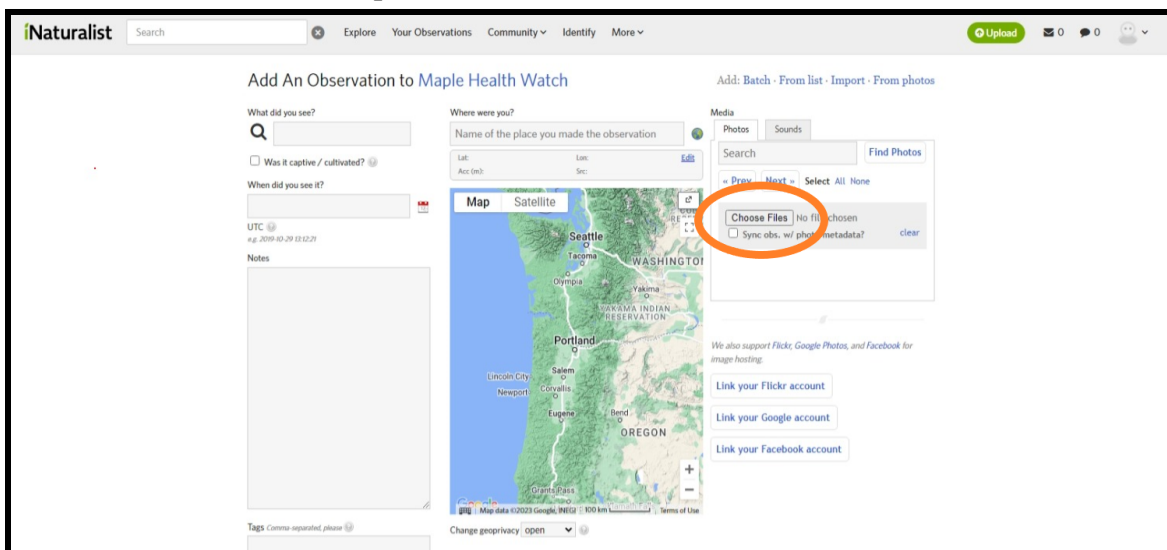 iNaturalist Search Explore Your Observations Community Identify More Upload 0 0
Add An Observation to Maple Health Watch
Add: Batch · From list · Import · From photos
What did you see?
Was it captive / cultivated?
When did you see it?
UTC
e.g. 2019-10-29 13:12:21
Notes
Tags Comma-separated, please
Where were you?
Name of the place you made the observation
Lat: Lon: Edit
Acc (m): Src:
Map Satellite
Seattle
Tacoma
WASHINGTON
Olympia
Yakima
YAKAMA INDIAN
RESERVATION
Portland
Salem
Lincoln City
Corvallis
Newport
Eugene
Bend
OREGON
Grants Pass
Map data ©2023 Google, INEGI 100 km Terms of Use
Change geoprivacy open
Media
Photos Sounds
Search Find Photos
« Prev Next » Select All None
Choose Files No file chosen
Sync obs. w/ photo metadata? clear
We also support Flickr, Google Photos, and Facebook for
image hosting.
Link your Flickr account
Link your Google account
Link your Facebook account